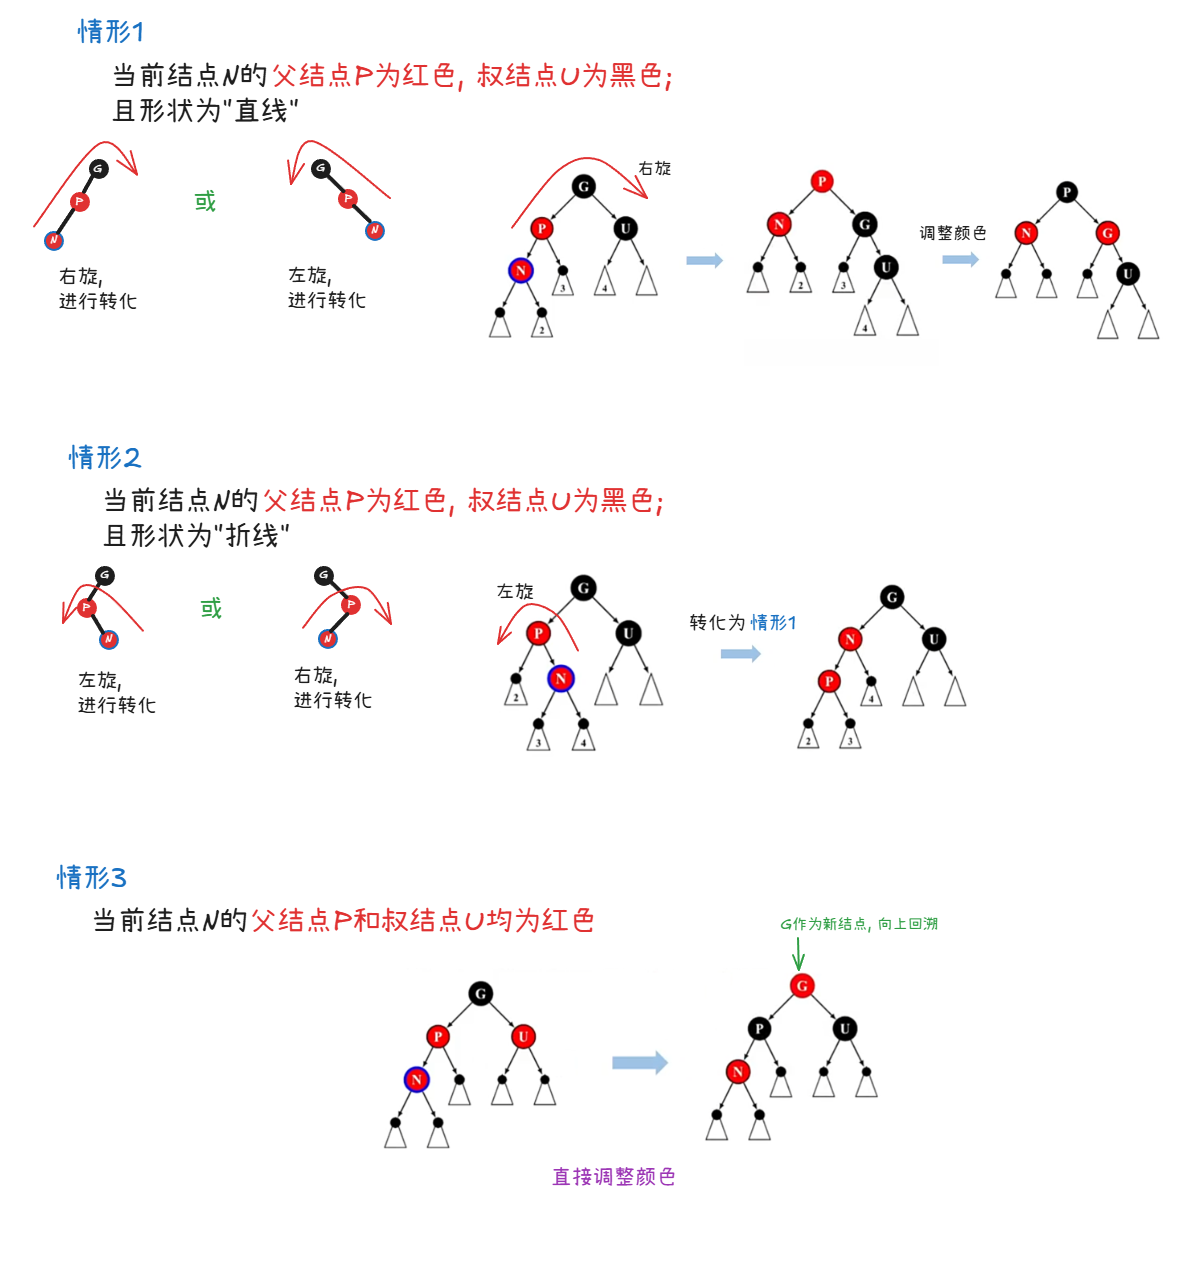 情形1
当前结点N的父结点P为红色, 叔结点U为黑色;
且形状为"直线"
G
P
N
右旋,
进行转化
或
G
P
N
左旋,
进行转化
右旋
G
P
U
N
3
4
2
P
N
G
2
3
U
4
调整颜色
P
N
G
U
情形2
当前结点N的父结点P为红色, 叔结点U为黑色;
且形状为"折线"
G
P
N
左旋,
进行转化
或
G
P
N
右旋,
进行转化
左旋
G
P
U
2
N
3
4
转化为 情形1
G
N
U
P
4
2
3
情形3
当前结点N的父结点P和叔结点U均为红色
G
P
U
N
G作为新结点, 向上回溯
G
P
U
N
直接调整颜色